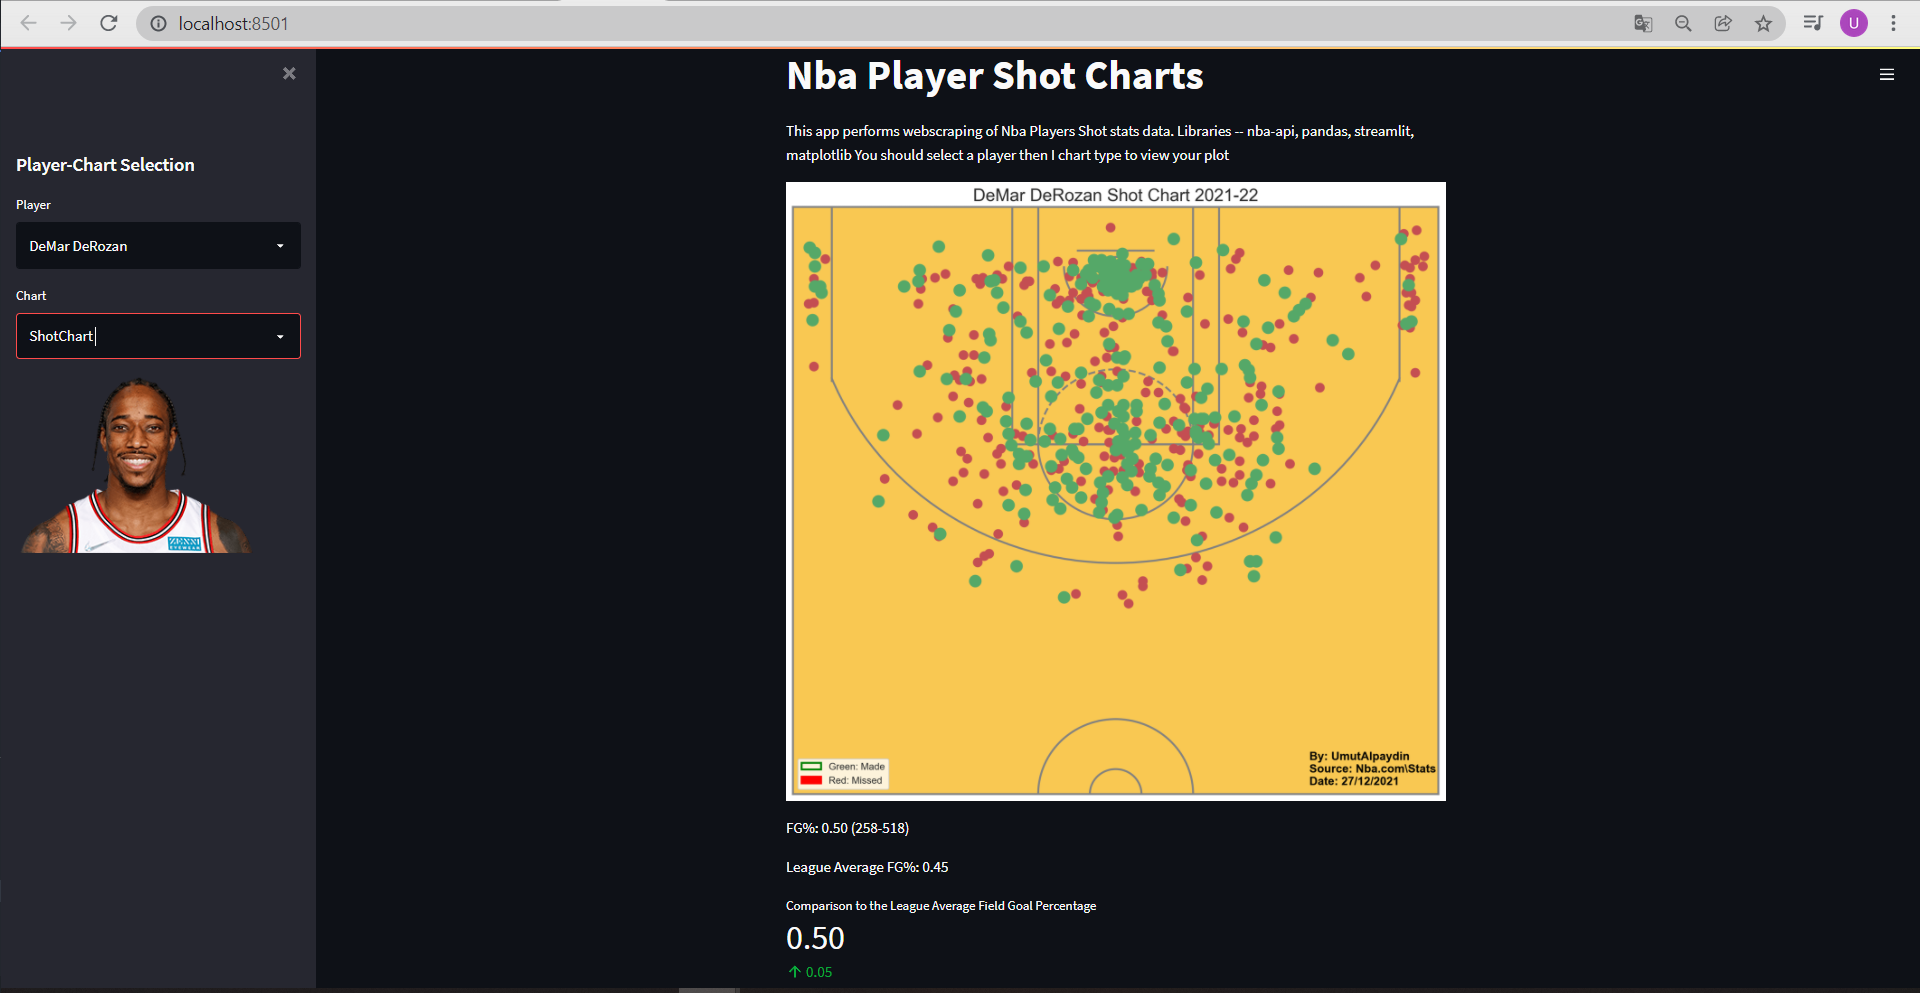 localhost:8501
U
Player-Chart Selection
Player
DeMar DeRozan
Chart
ShotChart
ZENNI
EYEWEAR
Nba Player Shot Charts
This app performs webscraping of Nba Players Shot stats data. Libraries -- nba-api, pandas, streamlit,
matplotlib You should select a player then I chart type to view your plot
DeMar DeRozan Shot Chart 2021-22
Green: Made
Red: Missed
By: UmutAlpaydin
Source: Nba.com\Stats
Date: 27/12/2021
FG%: 0.50 (258-518)
League Average FG%: 0.45
Comparison to the League Average Field Goal Percentage
0.50
0.05